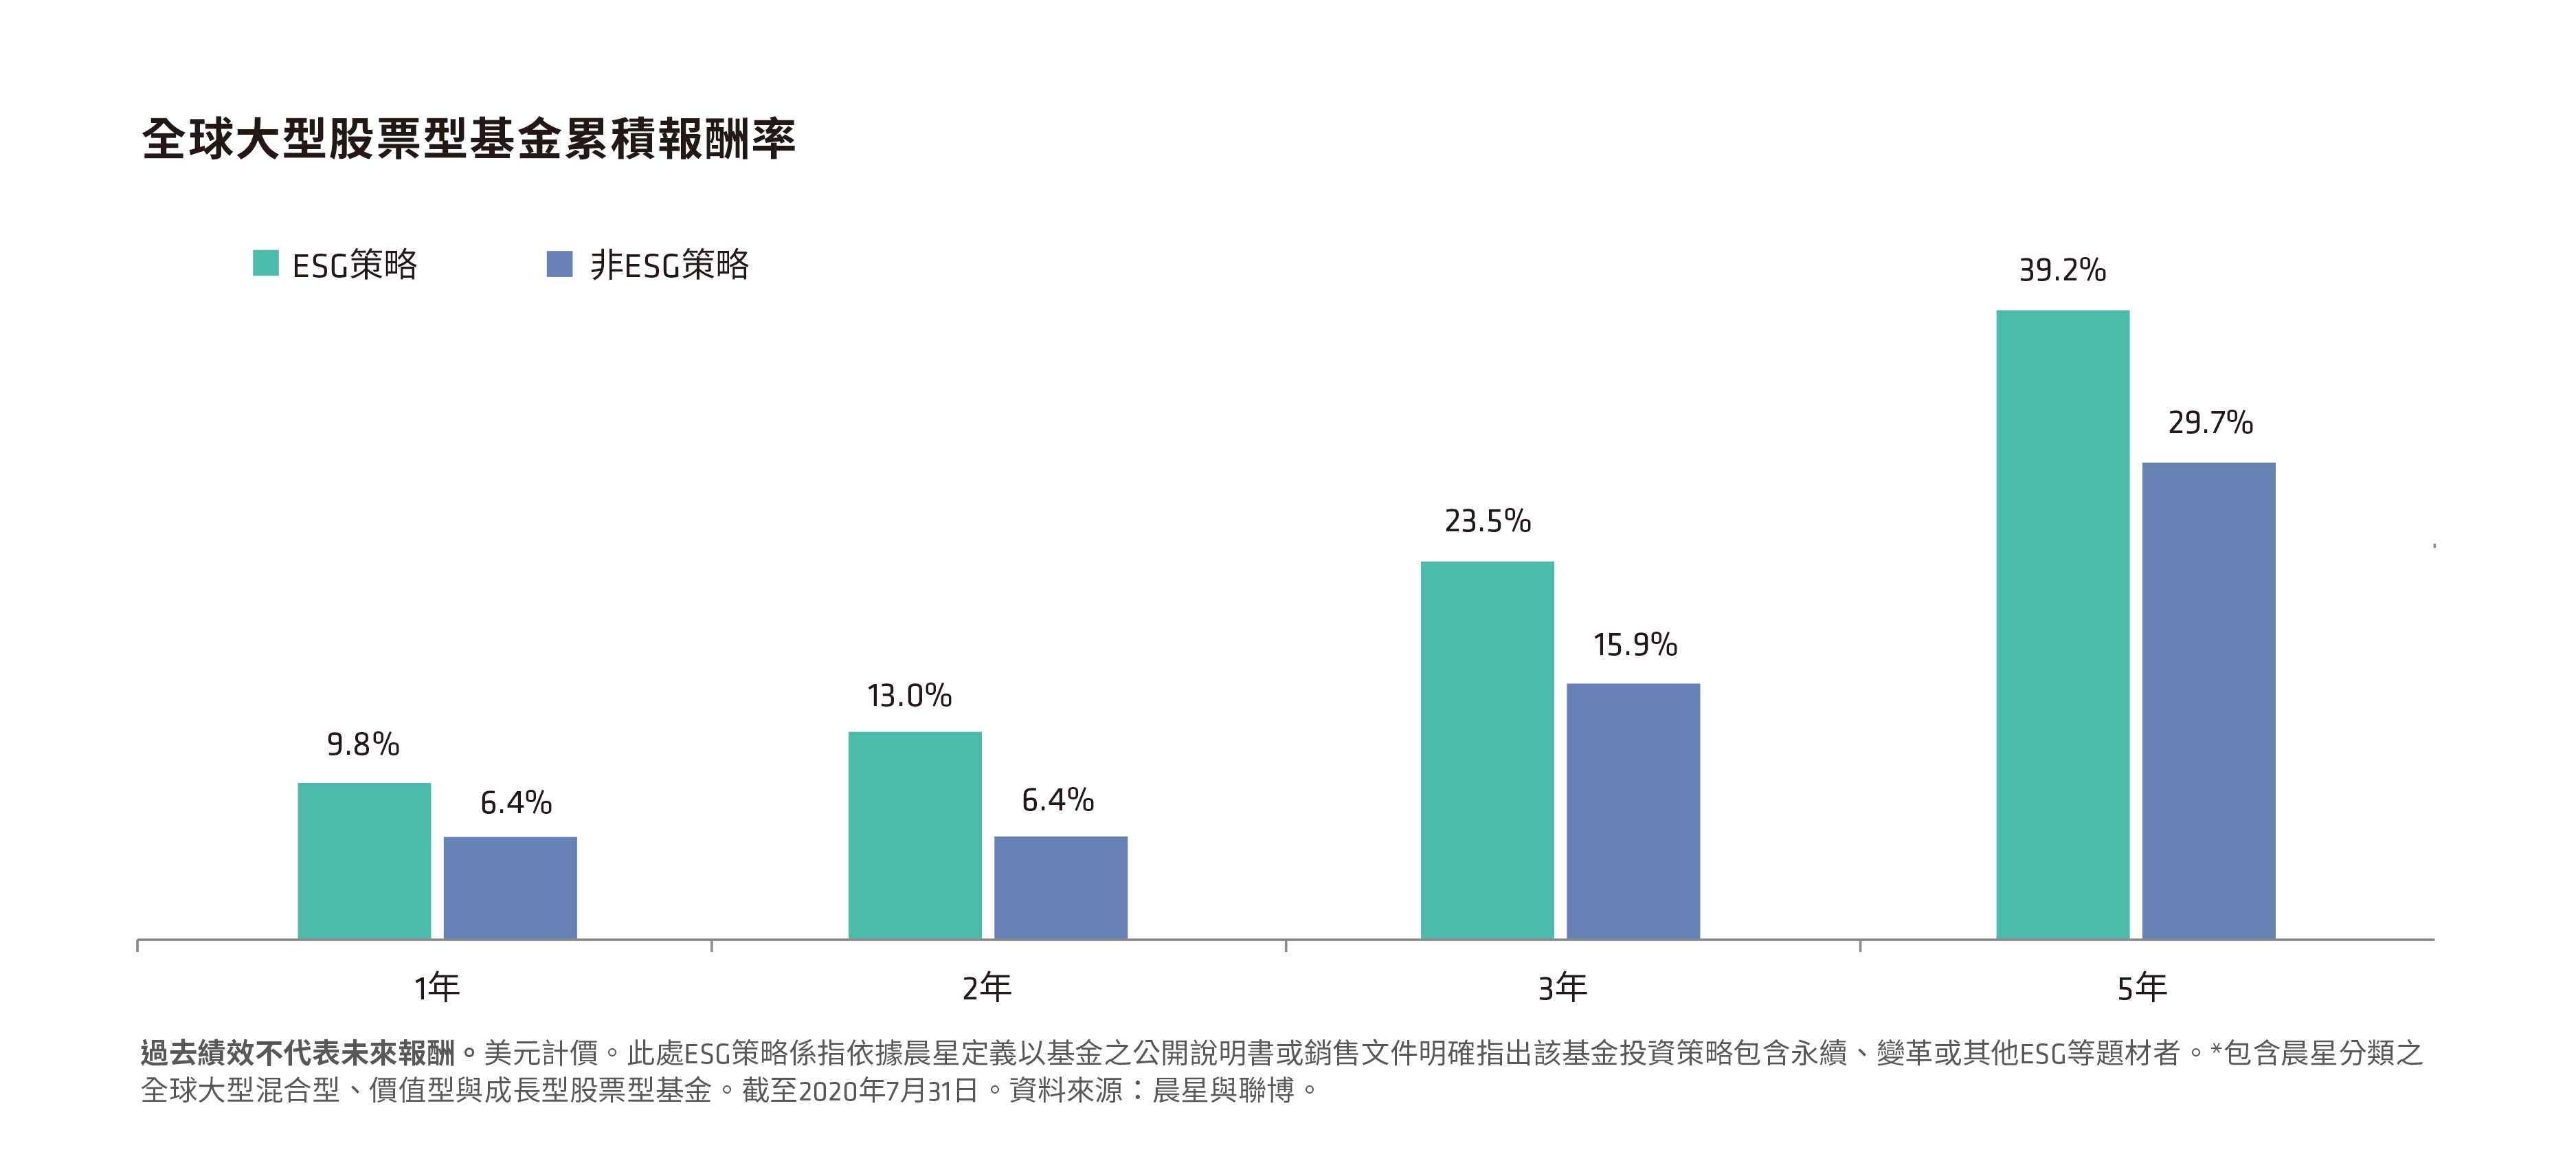 全球大型股票型基金累積報酬率
ESG策略 非ESG策略
39.2%
29.7%
23.5%
15.9%
13.0%
9.8%
6.4% 6.4%
1年 2年 3年 5年
過去績效不代表未來報酬。美元計價。此處ESG策略係指依據晨星定義以基金之公開說明書或銷售文件明確指出該基金投資策略包含永續、變革或其他ESG等題材者。*包含晨星分類之
全球大型混合型、價值型與成長型股票型基金。截至2020年7月31日。資料來源：晨星與聯博。